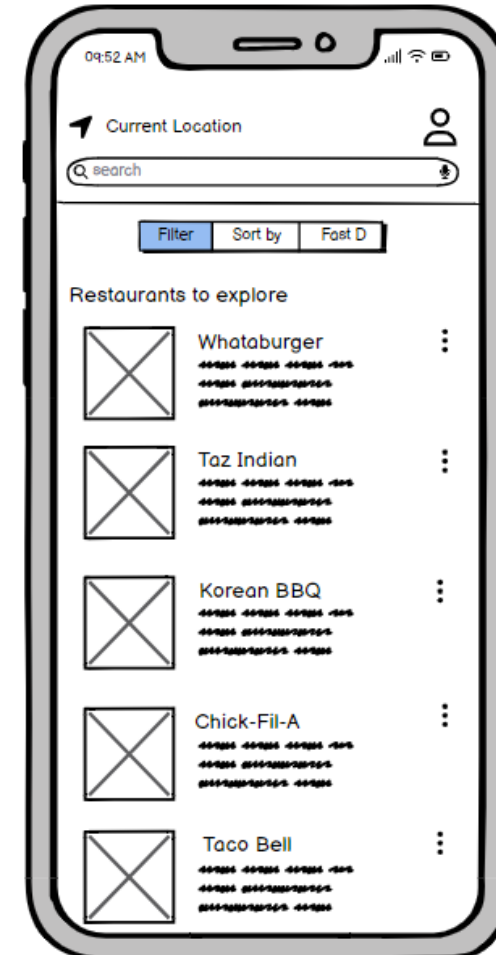 09:52 AM
Current Location
search
Filter Sort by Fast D
Restaurants to explore
Whataburger
Taz Indian
Korean BBQ
Chick-Fil-A
Taco Bell